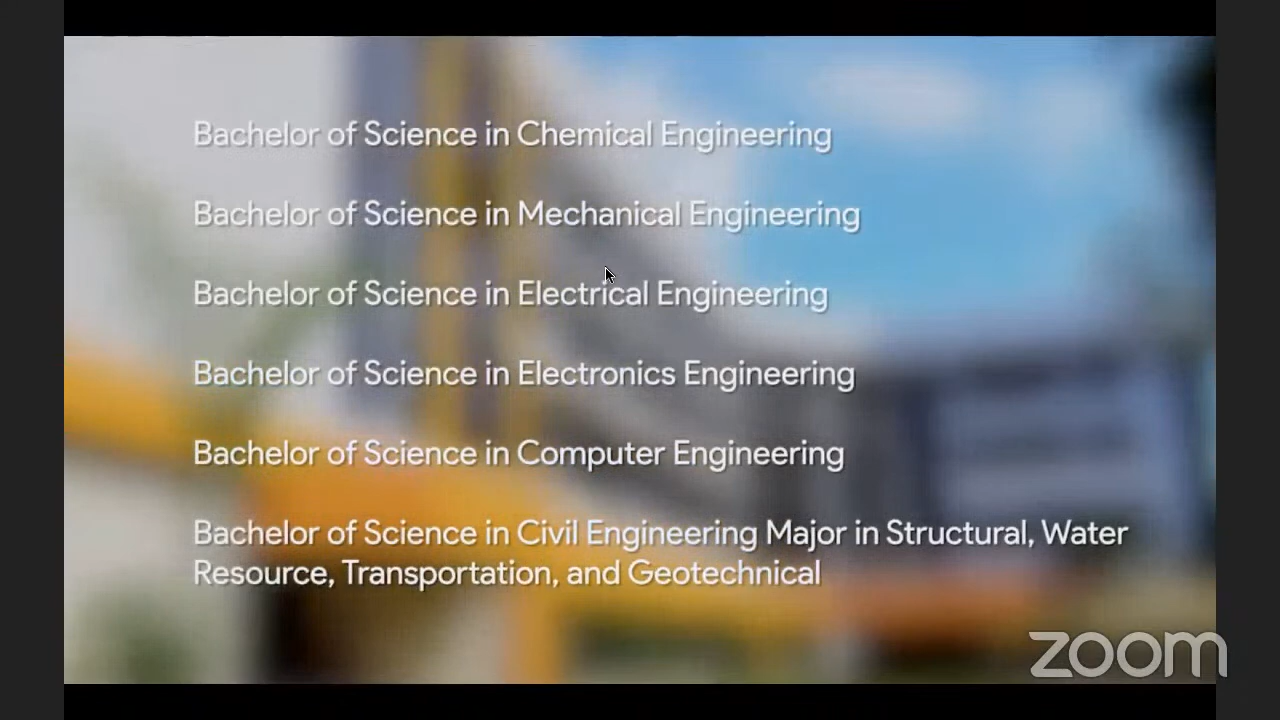 Bachelor of Science in Chemical Engineering
Bachelor of Science in Mechanical Engineering
Bachelor of Science in Electrical Engineering
Bachelor of Science in Electronics Engineering
Bachelor of Science in Computer Engineering
Bachelor of Science in Civil Engineering Major in Structural, Water
Resource, Transportation, and Geotechnical
zoom